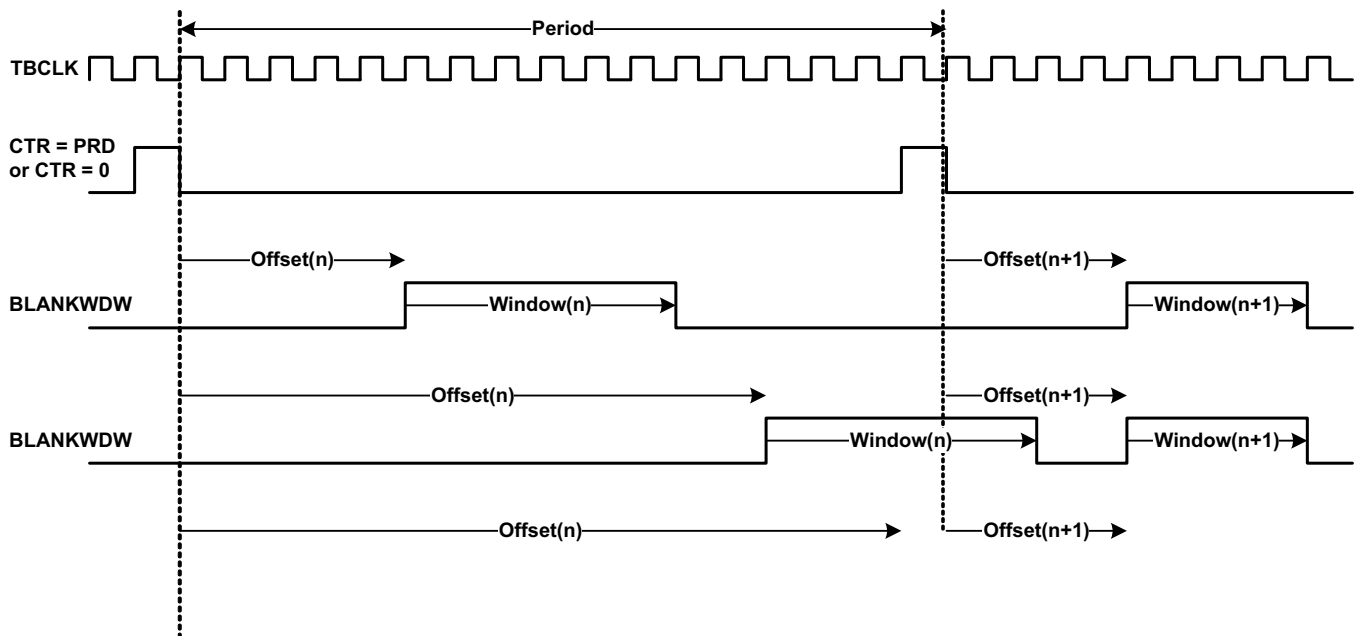 Period
TBCLK
CTR = PRD
or CTR = 0
Offset(n) Offset(n+1)
BLANKWDW Window(n) Window(n+1)
Offset(n) Offset(n+1)
BLANKWDW Window(n) Window(n+1)
Offset(n) Offset(n+1)